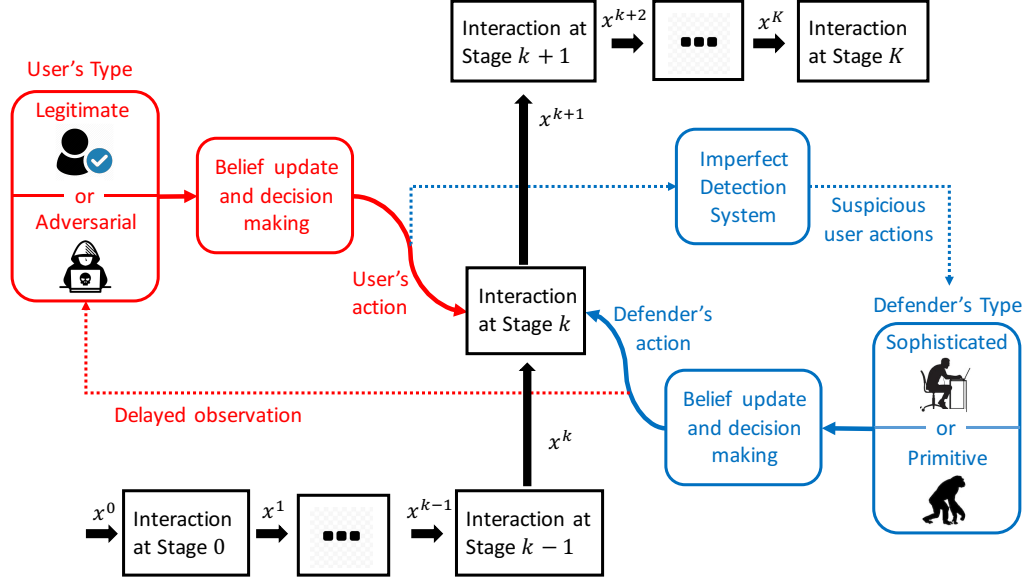 Interaction at
Stage k + 1
x^{k+2}
x^K
Interaction
at Stage K
User's Type
Legitimate
or
Adversarial
Belief update
and decision
making
x^{k+1}
Imperfect
Detection
System
Suspicious
user actions
User's
action
Interaction
at Stage k
Defender's
action
Defender's Type
Sophisticated
or
Primitive
Belief update
and decision
making
Delayed observation
x^k
x^0
Interaction
at Stage 0
x^1
x^{k−1}
Interaction at
Stage k − 1